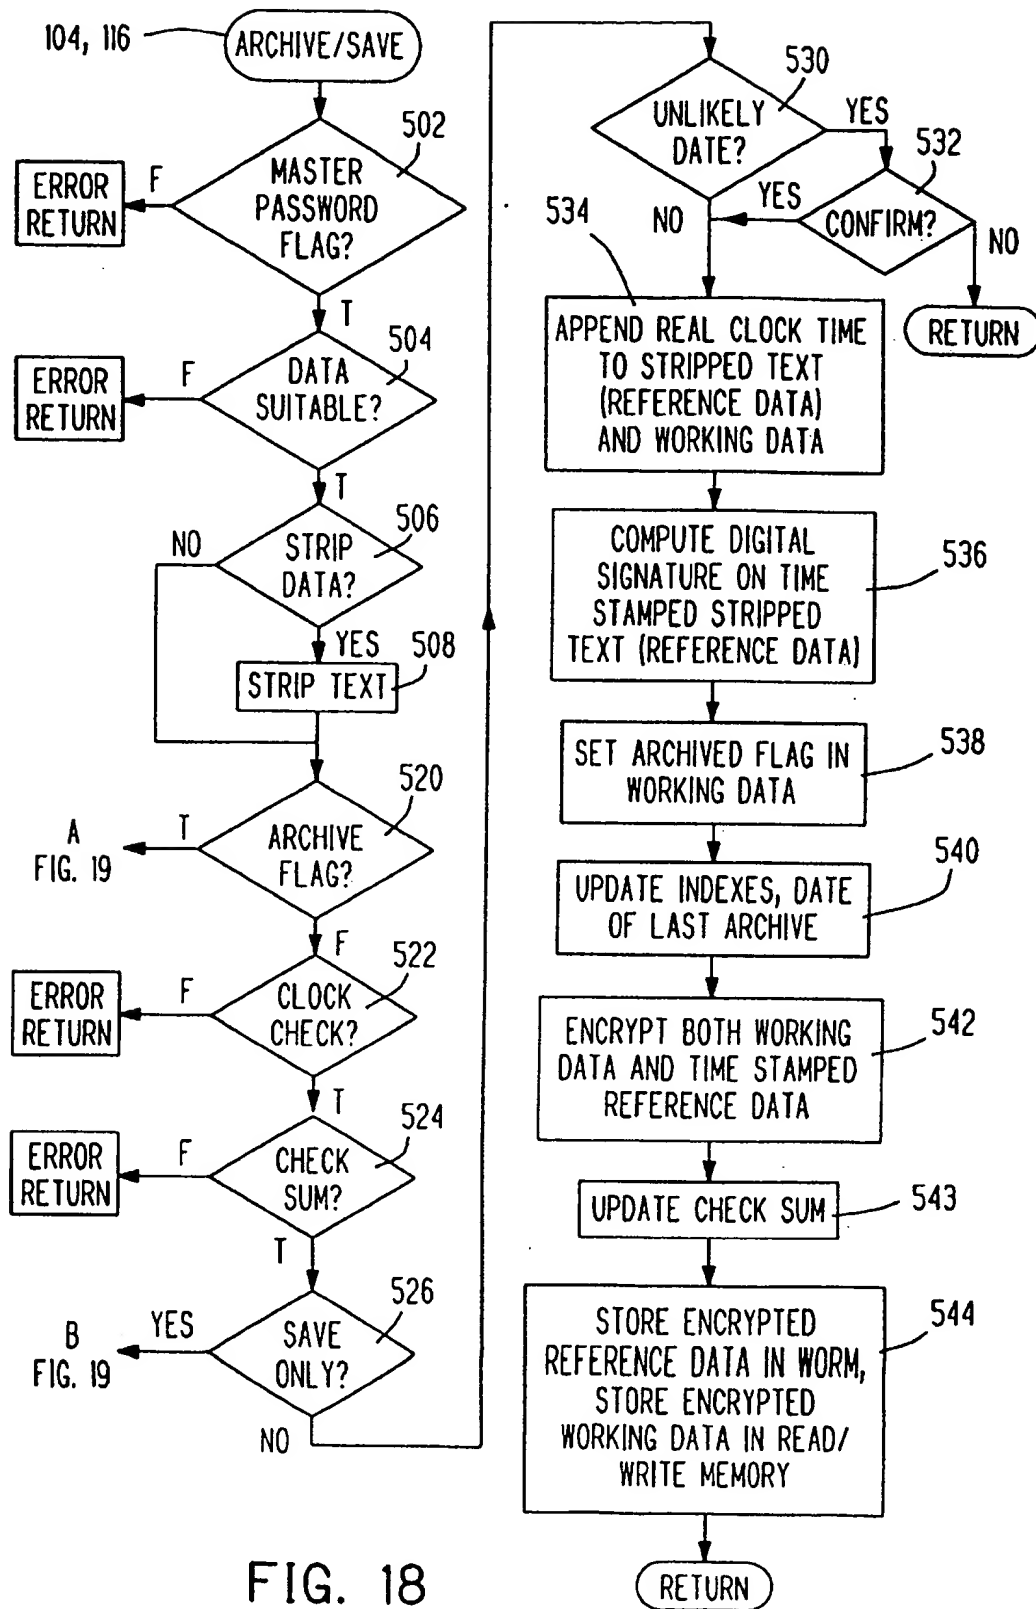 104, 116
ARCHIVE/SAVE
502
MASTER
PASSWORD
FLAG?
F
ERROR
RETURN
T
504
DATA
SUITABLE?
F
ERROR
RETURN
T
506
NO
STRIP
DATA?
YES
508
STRIP TEXT
520
T
A
FIG. 19
ARCHIVE
FLAG?
F
522
F
ERROR
RETURN
CLOCK
CHECK?
T
524
F
ERROR
RETURN
CHECK
SUM?
T
526
YES
B
FIG. 19
SAVE
ONLY?
NO
530
UNLIKELY
DATE?
YES
532
YES
CONFIRM?
NO
NO
RETURN
534
APPEND REAL CLOCK TIME
TO STRIPPED TEXT
(REFERENCE DATA)
AND WORKING DATA
COMPUTE DIGITAL
SIGNATURE ON TIME
STAMPED STRIPPED
TEXT (REFERENCE DATA)
536
SET ARCHIVED FLAG IN
WORKING DATA
538
UPDATE INDEXES, DATE
OF LAST ARCHIVE
540
ENCRYPT BOTH WORKING
DATA AND TIME STAMPED
REFERENCE DATA
542
UPDATE CHECK SUM
543
STORE ENCRYPTED
REFERENCE DATA IN WORM,
STORE ENCRYPTED
WORKING DATA IN READ/
WRITE MEMORY
544
RETURN
FIG. 18